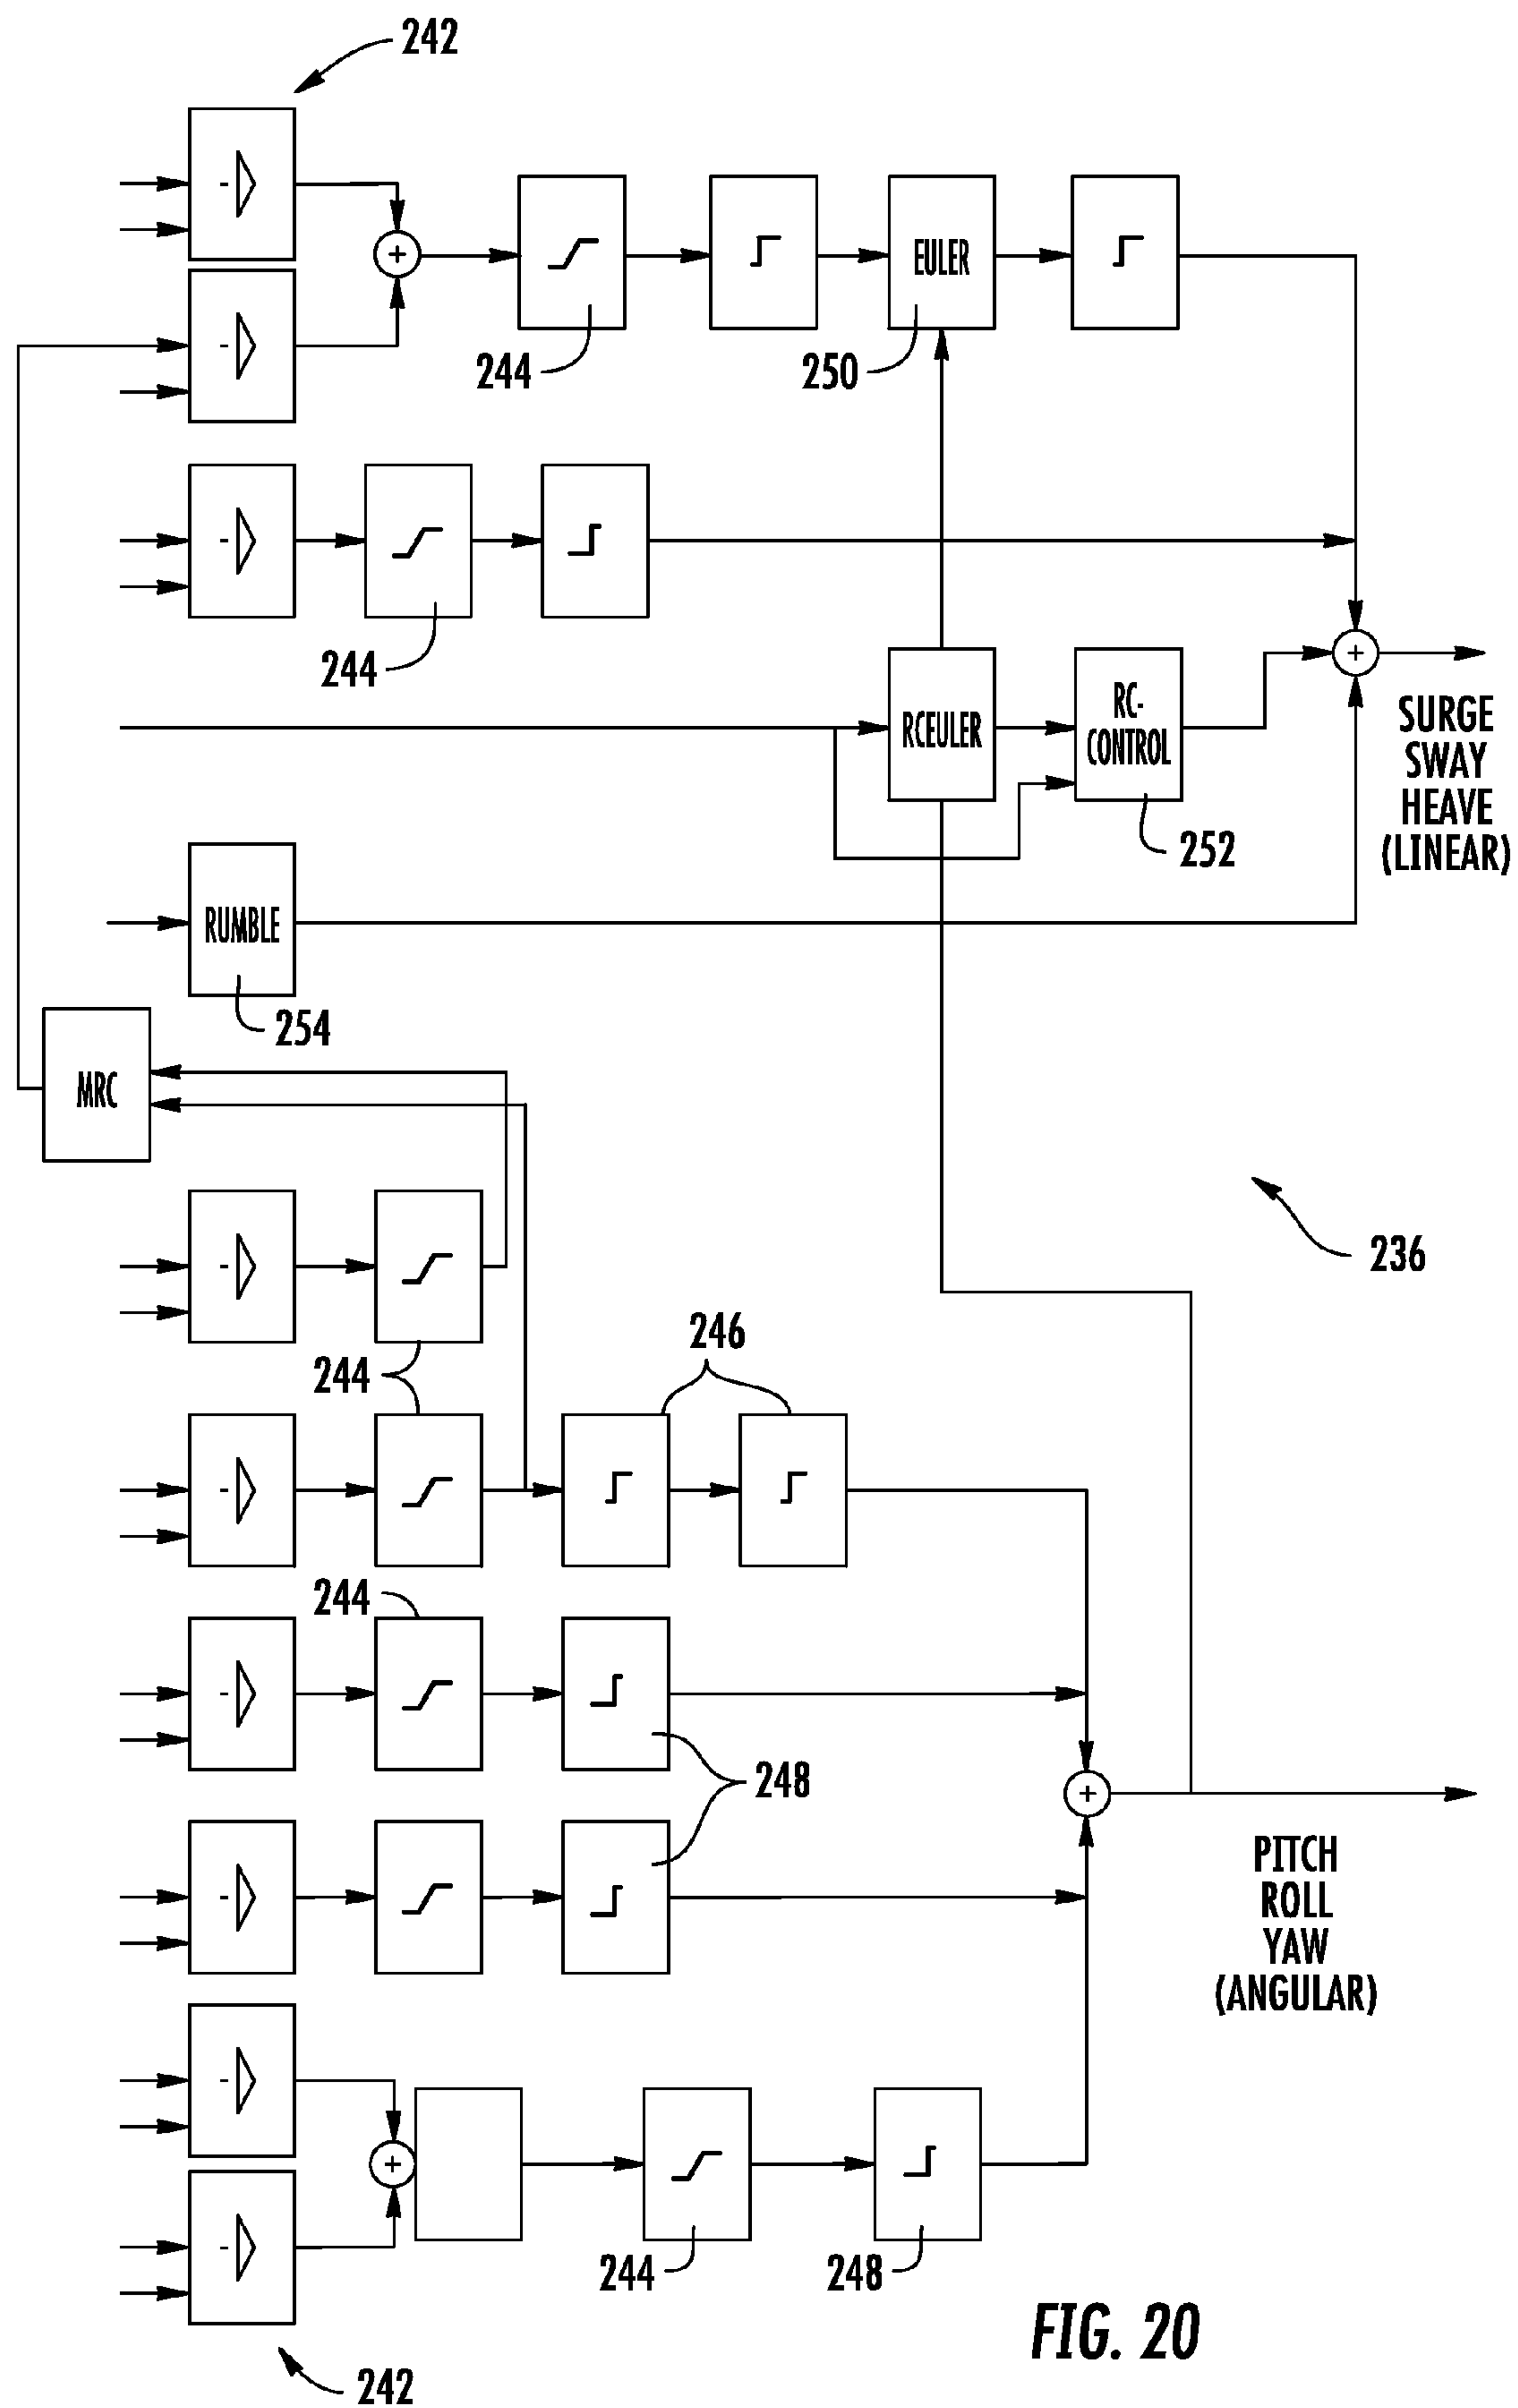 242
+
244
EULER
250
244
RCEULER
RC-
CONTROL
252
+
SURGE
SWAY
HEAVE
(LINEAR)
RUMBLE
254
MRC
236
244
246
244
248
+
PITCH
ROLL
YAW
(ANGULAR)
+
244
248
242
FIG. 20